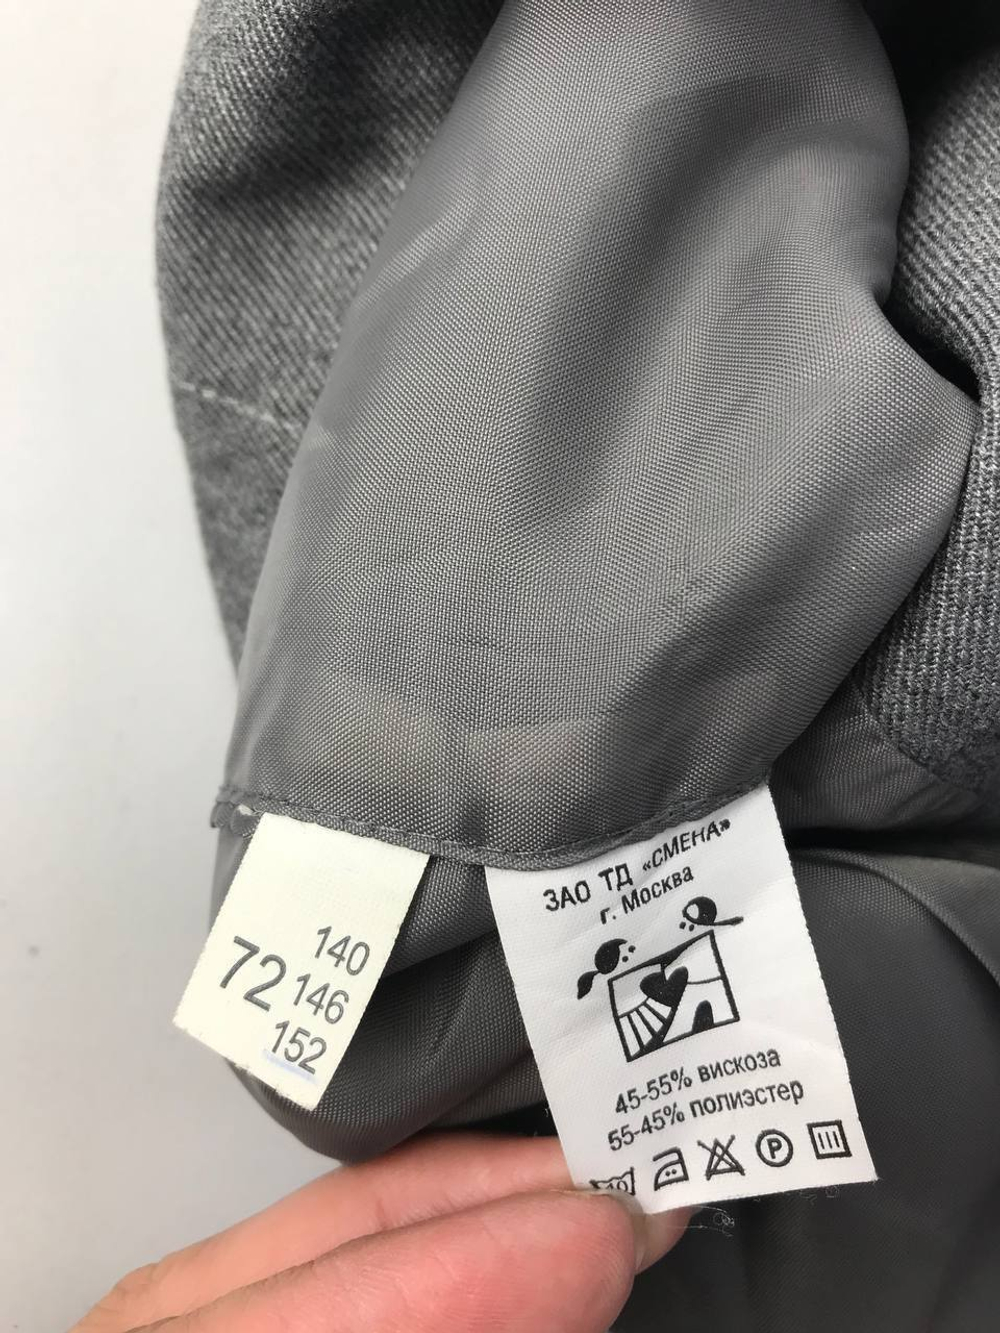 140
72 146
152
ЗАО ТД «СМЕНА»
г. Москва
45-55% вискоза
55-45% полиэстер
P